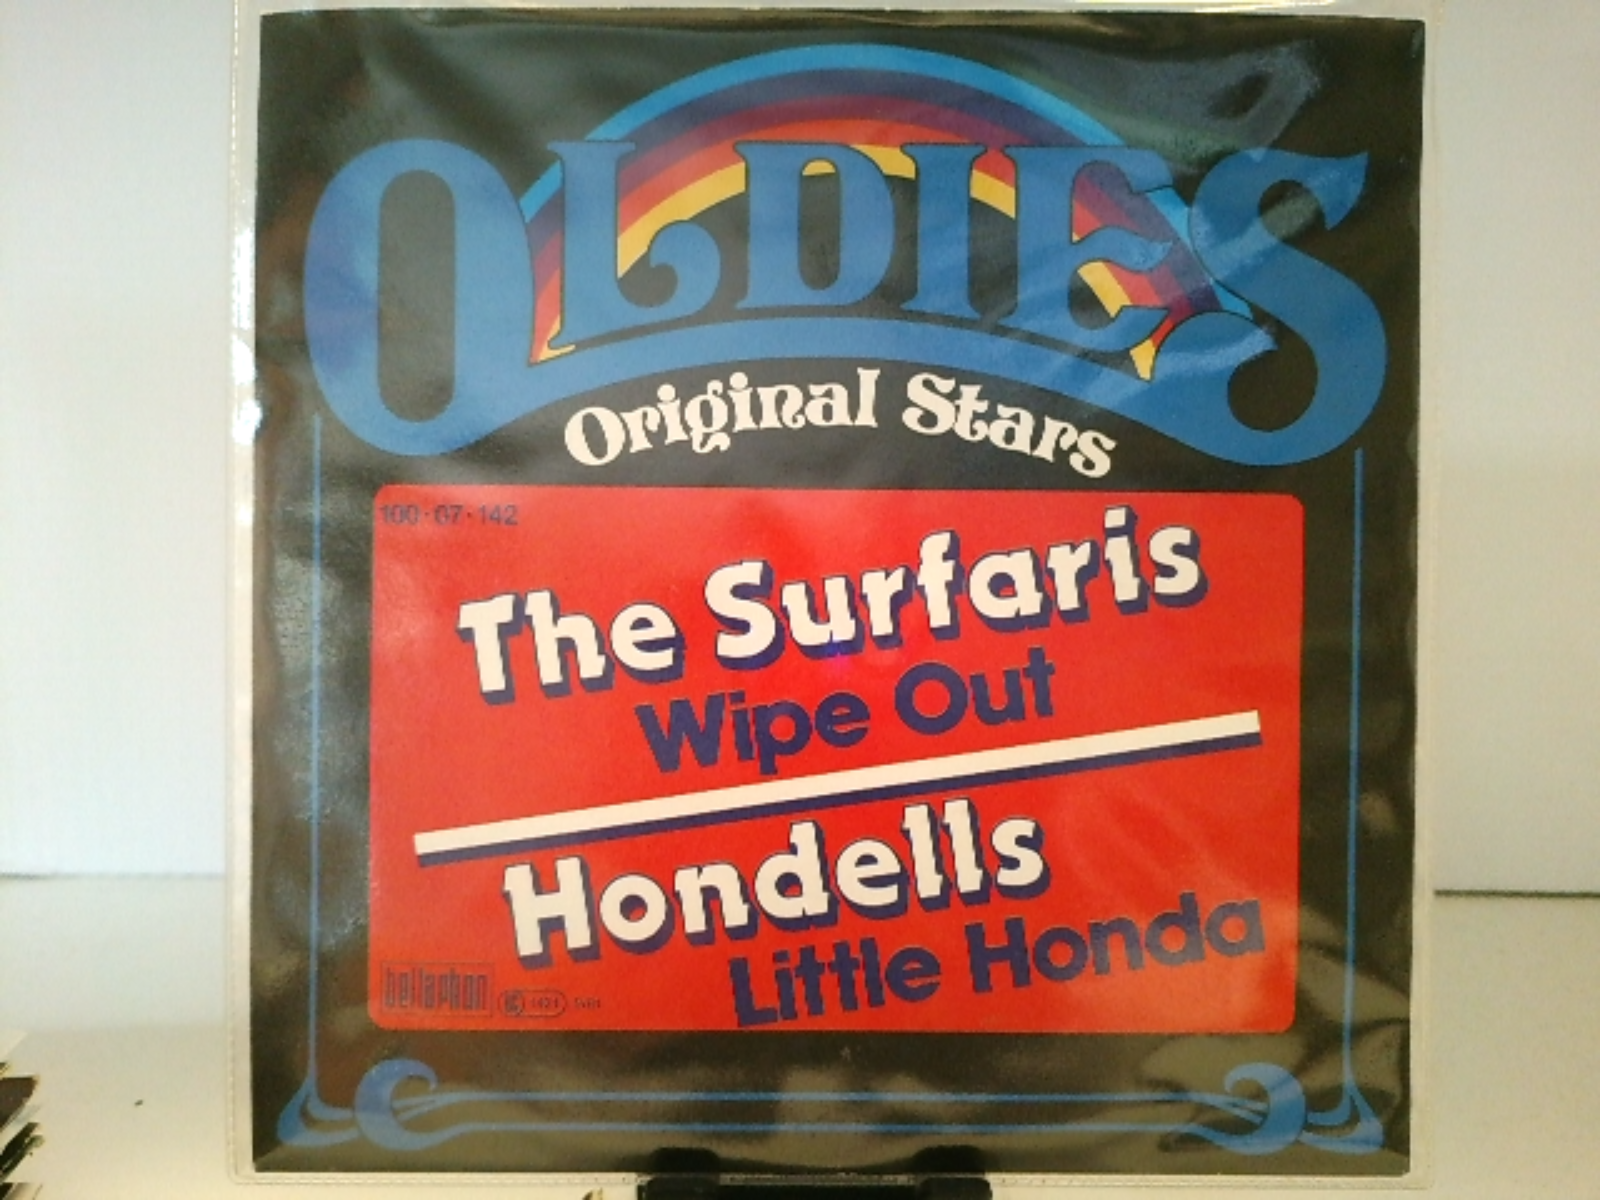 OLDIES
Original Stars
100·07·142
The Surfaris
Wipe Out
Hondells
Little Honda
bellaphon